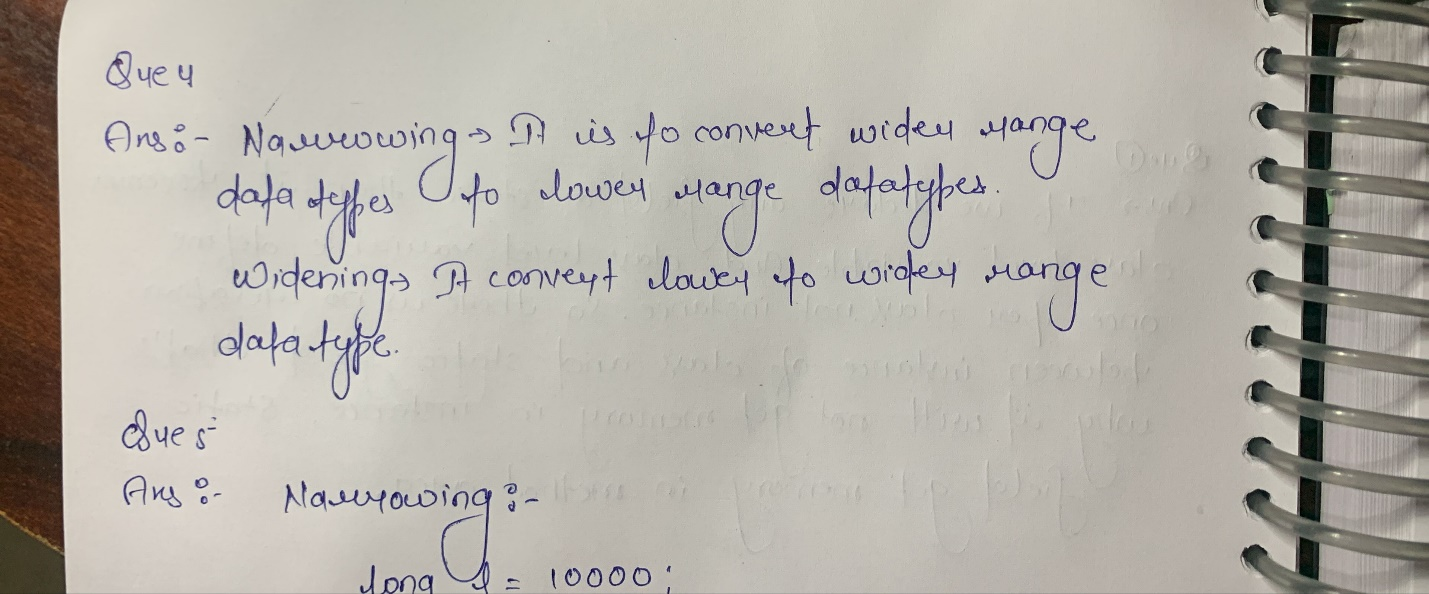 Que 4
Ans:- Narrowing → It is to convert wider range
data types to lower range datatypes.
Widening → It convert lower to wider range
data type.
Que 5
Ans :- Narrowing :-
long l = 10000;